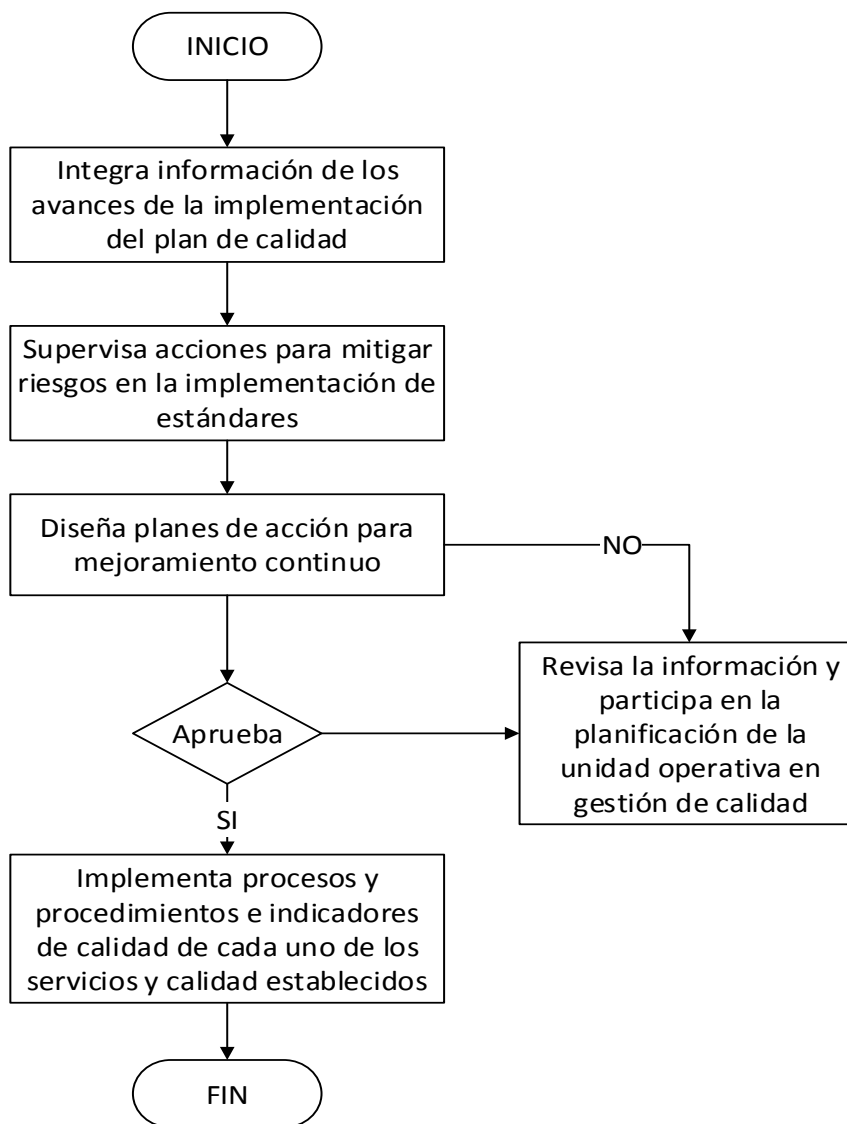 INICIO
Integra información de los
avances de la implementación
del plan de calidad
Supervisa acciones para mitigar
riesgos en la implementación de
estándares
Diseña planes de acción para
mejoramiento continuo
NO
Revisa la información y
participa en la
planificación de la
unidad operativa en
gestión de calidad
Aprueba
SI
Implementa procesos y
procedimientos e indicadores
de calidad de cada uno de los
servicios y calidad establecidos
FIN